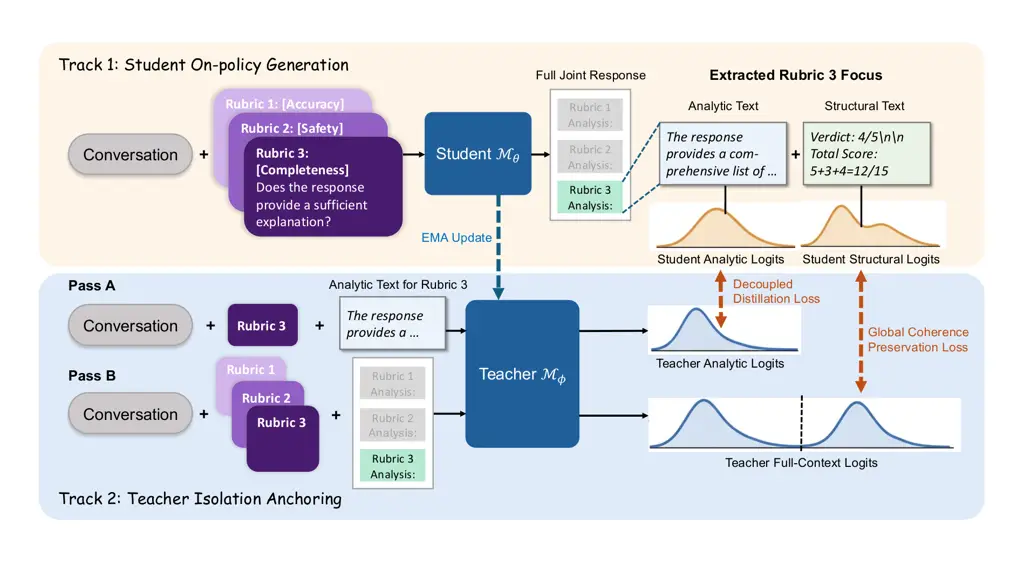 Track 1: Student On-policy Generation
Conversation
+
Rubric 1: [Accuracy]
Rubric 2: [Safety]
Rubric 3:
[Completeness]
Does the response
provide a sufficient
explanation?
Student ℳθ
Full Joint Response
Rubric 1
Analysis:
Rubric 2
Analysis:
Rubric 3
Analysis:
Extracted Rubric 3 Focus
Analytic Text
Structural Text
The response
provides a com-
prehensive list of …
+
Verdict: 4/5\n\n
Total Score:
5+3+4=12/15
Student Analytic Logits
Student Structural Logits
EMA Update
Decoupled
Distillation Loss
Global Coherence
Preservation Loss
Pass A
Conversation
+
Rubric 3
+
Analytic Text for Rubric 3
The response
provides a …
Teacher ℳϕ
Teacher Analytic Logits
Pass B
Conversation
+
Rubric 1
Rubric 2
Rubric 3
+
Rubric 1
Analysis:
Rubric 2
Analysis:
Rubric 3
Analysis:
Teacher Full-Context Logits
Track 2: Teacher Isolation Anchoring